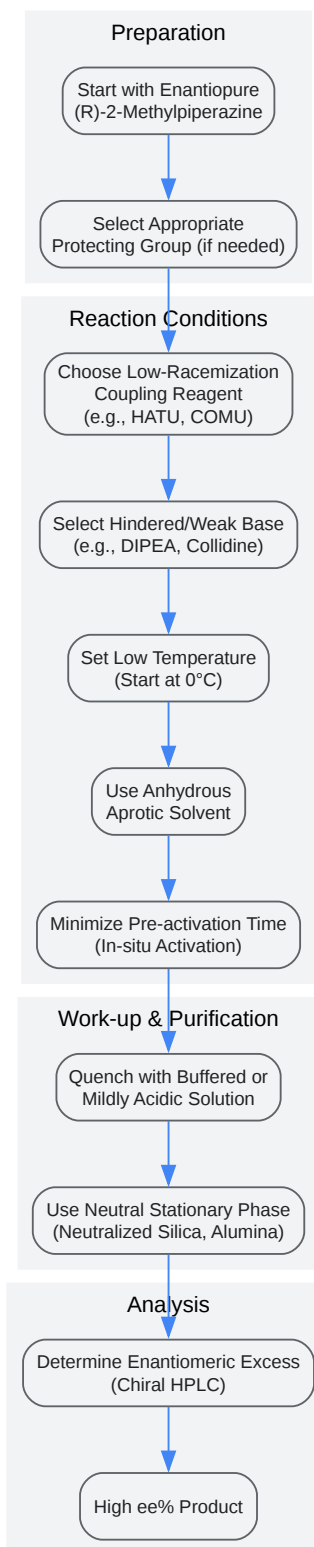 Preparation
Start with Enantiopure
(R)-2-Methylpiperazine
Select Appropriate
Protecting Group (if needed)
Reaction Conditions
Choose Low-Racemization
Coupling Reagent
(e.g., HATU, COMU)
Select Hindered/Weak Base
(e.g., DIPEA, Collidine)
Set Low Temperature
(Start at 0°C)
Use Anhydrous
Aprotic Solvent
Minimize Pre-activation Time
(In-situ Activation)
Work-up & Purification
Quench with Buffered or
Mildly Acidic Solution
Use Neutral Stationary Phase
(Neutralized Silica, Alumina)
Analysis
Determine Enantiomeric Excess
(Chiral HPLC)
High ee% Product